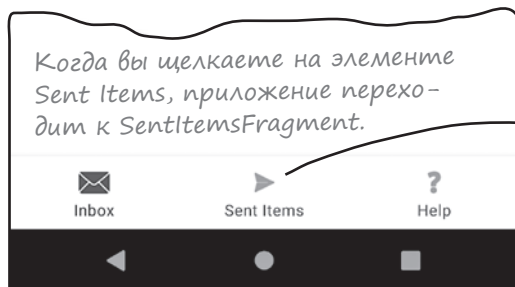 Когда вы щелкаете на элементе
Sent Items, приложение перехо-
дит к SentItemsFragment.
Inbox Sent Items Help